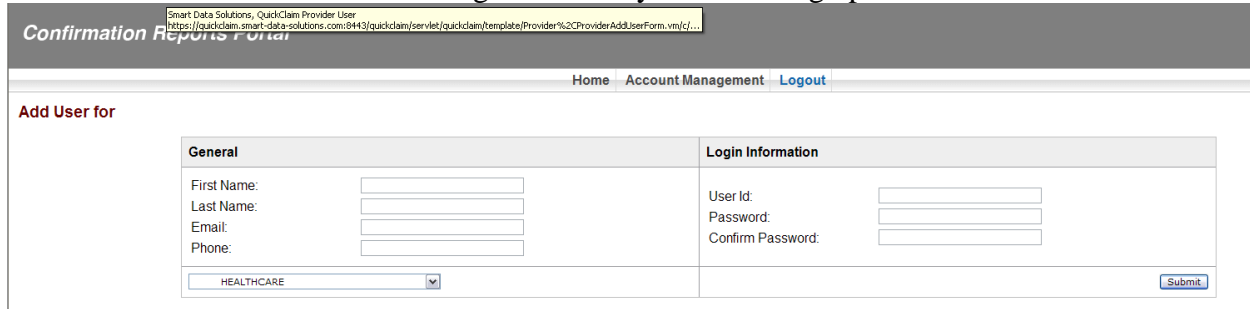 Smart Data Solutions, QuickClaim Provider User
https://quickclaim.smart-data-solutions.com:8443/quickclaim/servlet/quickclaim/template/Provider%2CProviderAddUserForm.vm/c/...
Confirmation Reports Portal
Home Account Management Logout
Add User for
General Login Information
First Name:
Last Name:
Email:
Phone:
User Id:
Password:
Confirm Password:
HEALTHCARE
Submit